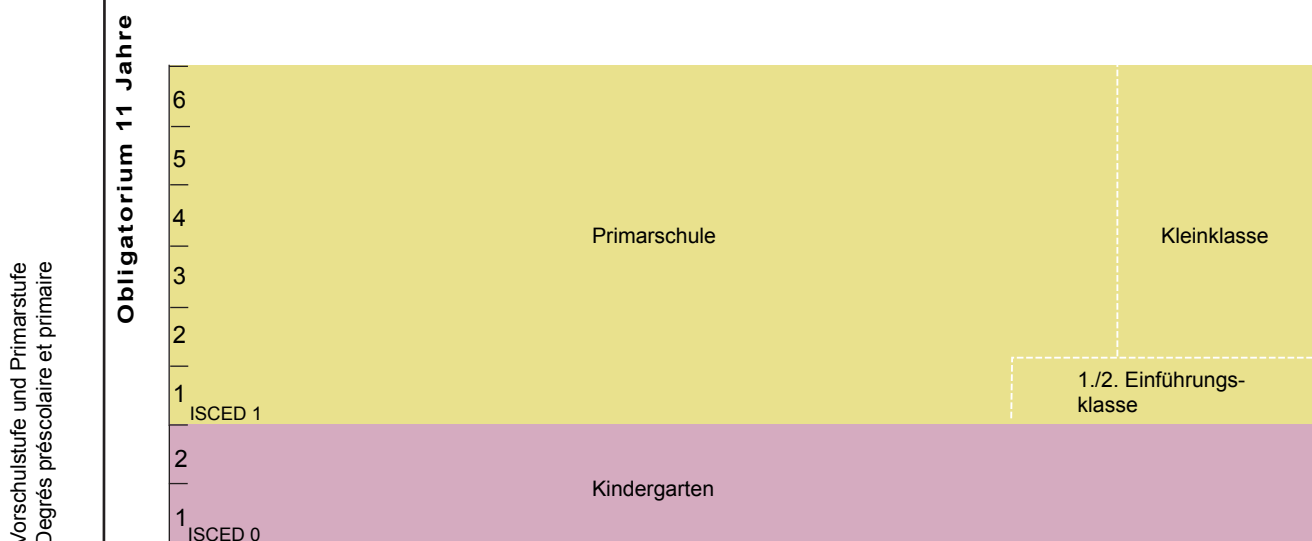 Vorschulstufe und Primarstufe
Degrés préscolaire et primaire
Obligatorium 11 Jahre
6
5
4
3
2
1
ISCED 1
Primarschule
Kleinklasse
1./2. Einführungs-
klasse
2
1
ISCED 0
Kindergarten